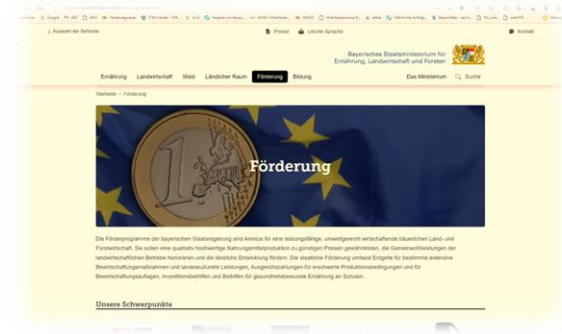 Auswahl der Behörde
Presse
Leichte Sprache
Kontakt
Bayerisches Staatsministerium für
Ernährung, Landwirtschaft und Forsten
Ernährung Landwirtschaft Wald Ländlicher Raum Förderung Bildung Das Ministerium Suche
Startseite > Förderung
Förderung
Die Förderprogramme der bayerischen Staatsregierung sind Anreize für eine leistungsfähige, umweltgerecht wirtschaftende bäuerlichen Land- und
Forstwirtschaft. Sie sollen eine qualitativ hochwertige Nahrungsmittelproduktion zu günstigen Preisen gewährleisten, die Gemeinwohlleistungen der
landwirtschaftlichen Betriebe honorieren und die ländliche Entwicklung fördern. Die staatliche Förderung umfasst Entgelte für bestimmte extensive
Bewirtschaftungsmaßnahmen und landeskulturelle Leistungen, Ausgleichszahlungen für erschwerte Produktionsbedingungen und für
Bewirtschaftungsauflagen, Investitionsbeihilfen und Beihilfen für gesundheitsbewusste Ernährung an Schulen.
Unsere Schwerpunkte